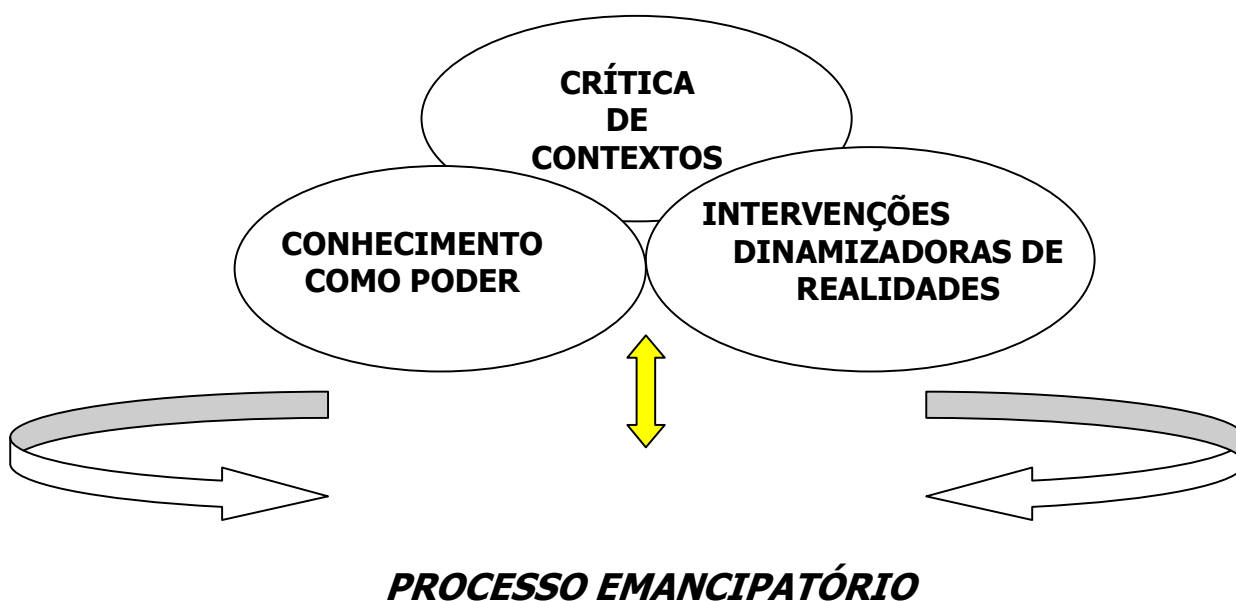 CRÍTICA
DE
CONTEXTOS
CONHECIMENTO
COMO PODER
INTERVENÇÕES
DINAMIZADORAS DE
REALIDADES
PROCESSO EMANCIPATÓRIO